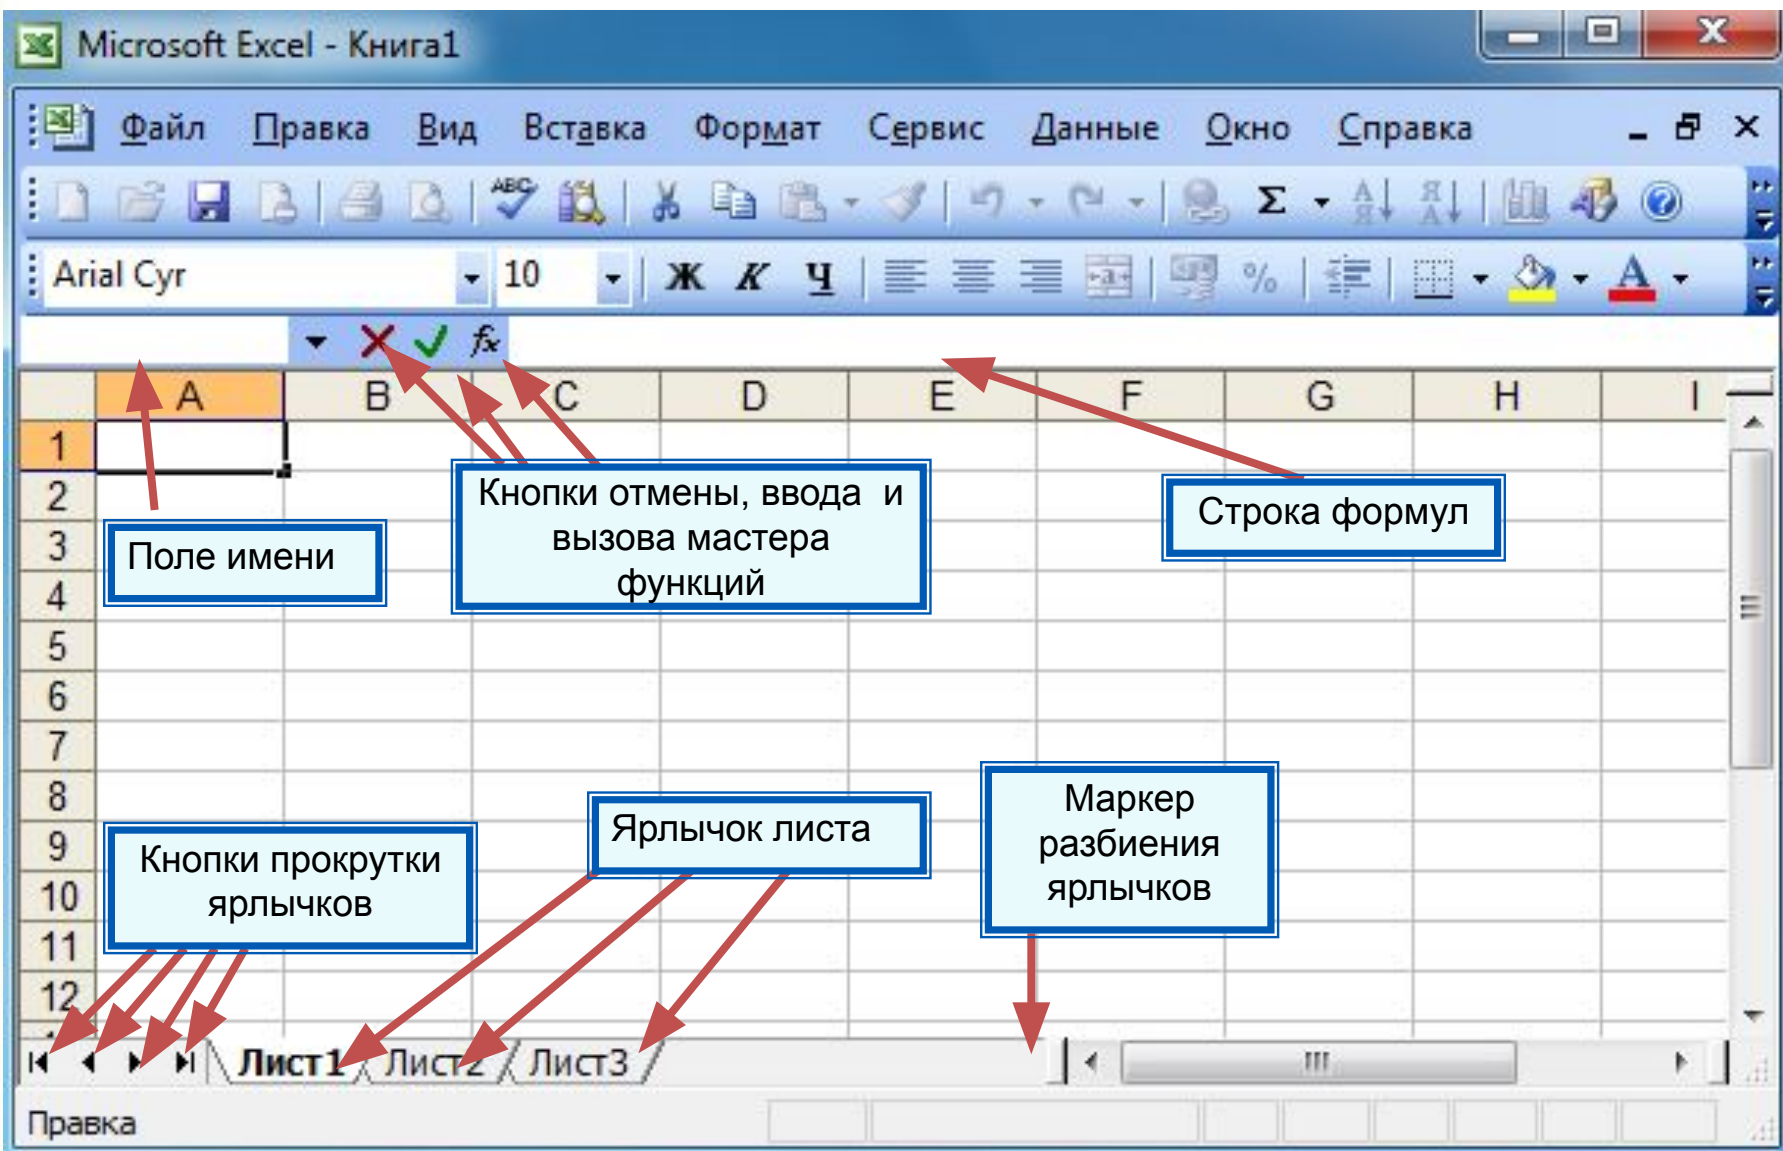 Microsoft Excel - Книга1
Файл Правка Вид Вставка Формат Сервис Данные Окно Справка
ABC Σ А Я Я А
Arial Cyr 10 Ж К Ч a % A
fx
A B C D E F G H I
1
2
Кнопки отмены, ввода и
вызова мастера
функций
Строка формул
3
Поле имени
4
5
6
7
8
Маркер
разбиения
ярлычков
Ярлычок листа
9
Кнопки прокрутки
ярлычков
10
11
12
Лист1 Лист2 Лист3
Правка